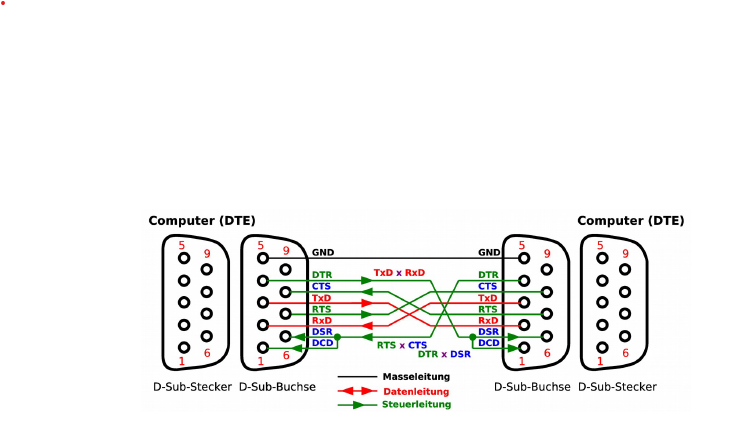 Computer (DTE)
Computer (DTE)
5
9
5
9
5
9
5
9
GND
GND
DTR
TxD x RxD
DTR
CTS
CTS
TxD
TxD
RTS
RTS
RxD
RxD
DSR
DSR
DCD
RTS x CTS
DCD
DTR x DSR
1
6
1
6
1
6
1
6
D-Sub-Stecker
D-Sub-Buchse
D-Sub-Buchse
D-Sub-Stecker
Masseleitung
Datenleitung
Steuerleitung